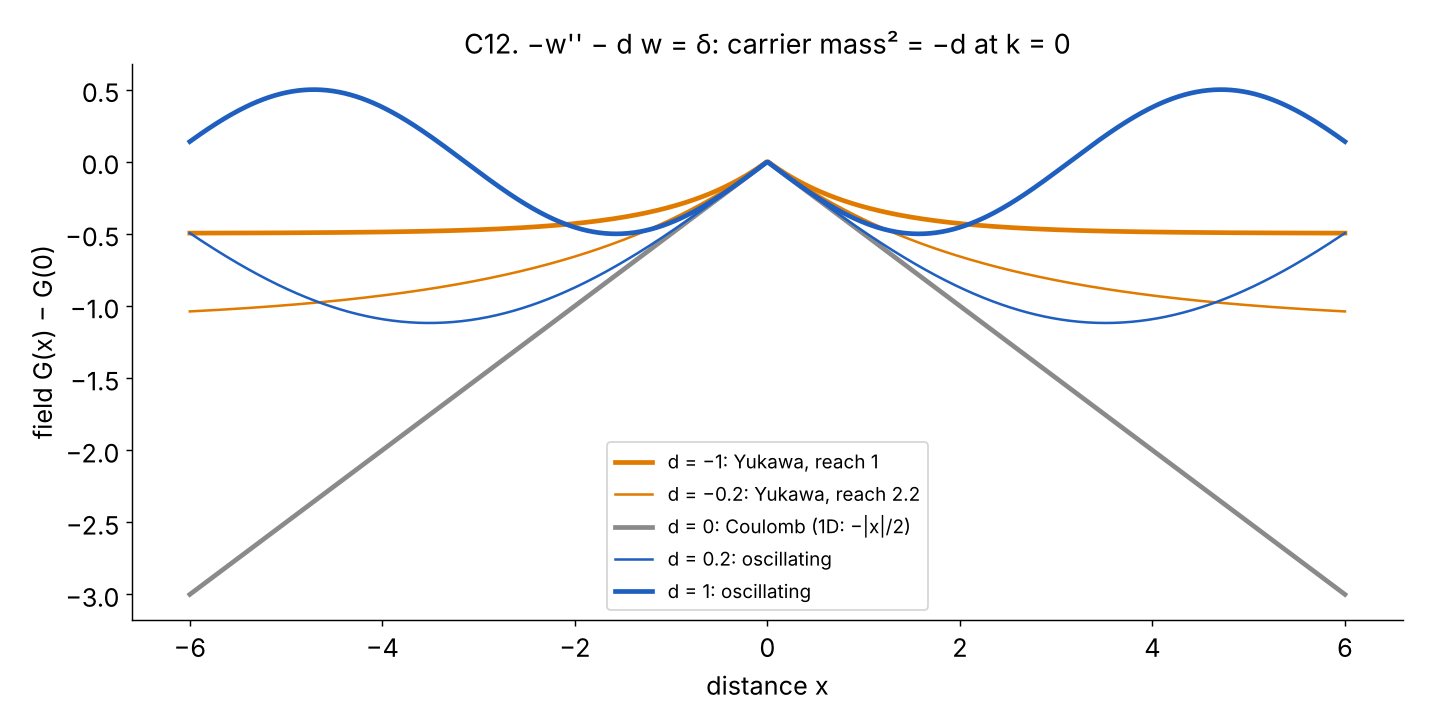 C12. −w'' − d w = δ: carrier mass² = −d at k = 0
field G(x) − G(0)
0.5
0.0
−0.5
−1.0
−1.5
−2.0
−2.5
−3.0
d = −1: Yukawa, reach 1
d = −0.2: Yukawa, reach 2.2
d = 0: Coulomb (1D: −|x|/2)
d = 0.2: oscillating
d = 1: oscillating
−6 −4 −2 0 2 4 6
distance x